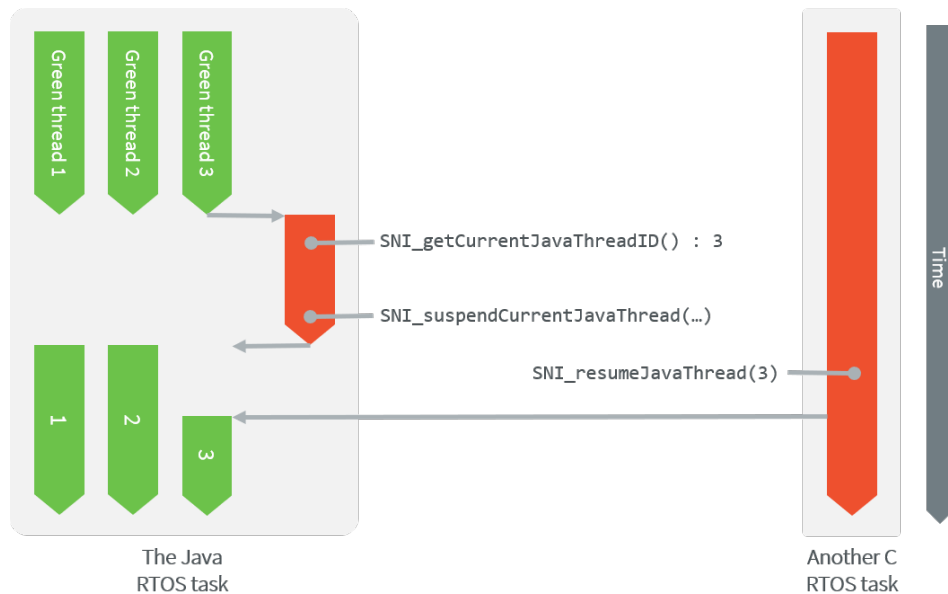 Green thread 1
Green thread 2
Green thread 3
SNI_getCurrentJavaThreadID() : 3
SNI_suspendCurrentJavaThread(…)
SNI_resumeJavaThread(3)
Time
1
2
3
The Java
RTOS task
Another C
RTOS task